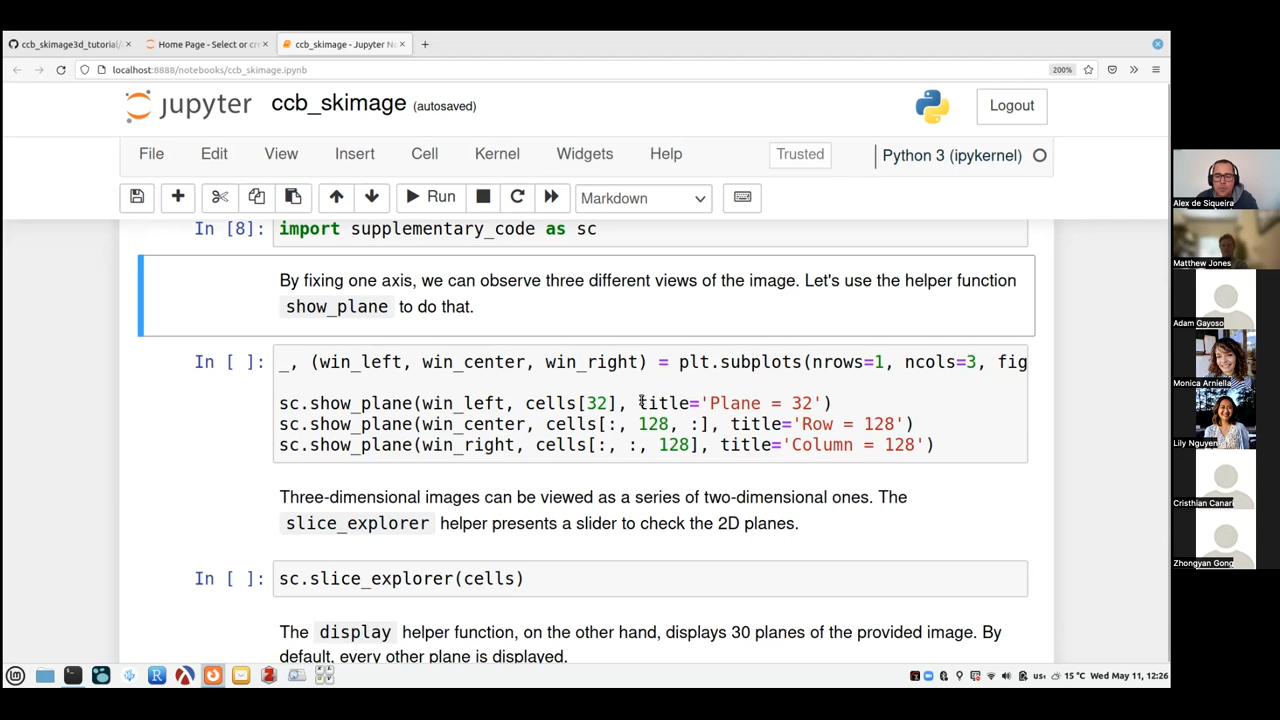 ccb_skimage3d_tutorial/
Home Page - Select or cre
ccb_skimage - Jupyter No
localhost:8888/notebooks/ccb_skimage.ipynb
200%
jupyter ccb_skimage (autosaved)
Logout
File Edit View Insert Cell Kernel Widgets Help
Trusted
Python 3 (ipykernel)
Run
Markdown
In [8]: import supplementary_code as sc
By fixing one axis, we can observe three different views of the image. Let's use the helper function
show_plane to do that.
In [ ]: _, (win_left, win_center, win_right) = plt.subplots(nrows=1, ncols=3, fig
sc.show_plane(win_left, cells[32], title='Plane = 32')
sc.show_plane(win_center, cells[:, 128, :], title='Row = 128')
sc.show_plane(win_right, cells[:, :, 128], title='Column = 128')
Three-dimensional images can be viewed as a series of two-dimensional ones. The
slice_explorer helper presents a slider to check the 2D planes.
In [ ]: sc.slice_explorer(cells)
The display helper function, on the other hand, displays 30 planes of the provided image. By
default, every other plane is displayed.
us₁ 15 °C Wed May 11, 12:26
Alex de Siqueira
Matthew Jones
Adam Gayoso
Monica Arniella
Lily Nguyen
Cristhian Canari
Zhongyan Gong